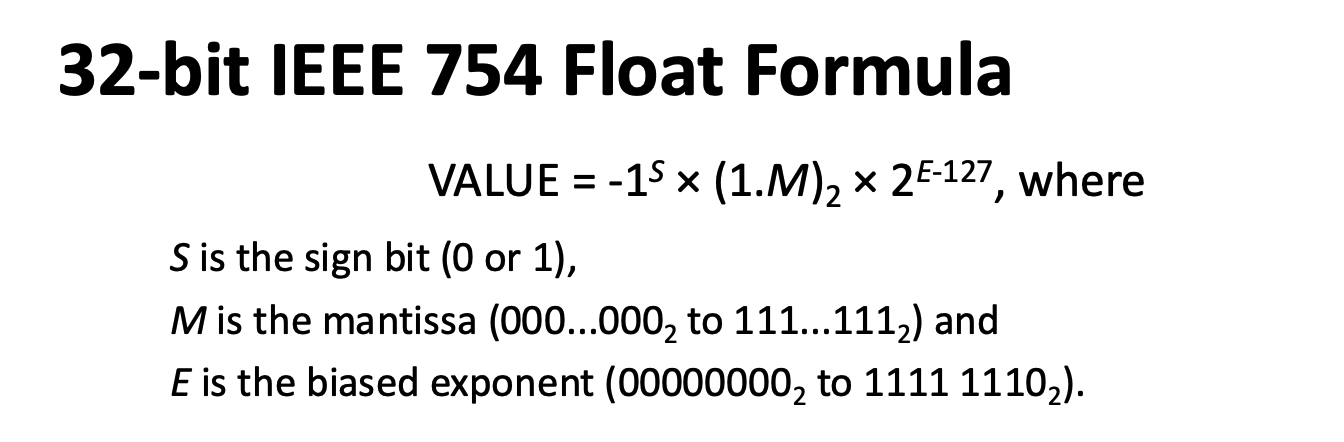 32-bit IEEE 754 Float Formula
VALUE = -1ˢ × (1.M)₂ × 2ᴱ⁻¹²⁷, where
S is the sign bit (0 or 1),
M is the mantissa (000...000₂ to 111...111₂) and
E is the biased exponent (00000000₂ to 1111 1110₂).